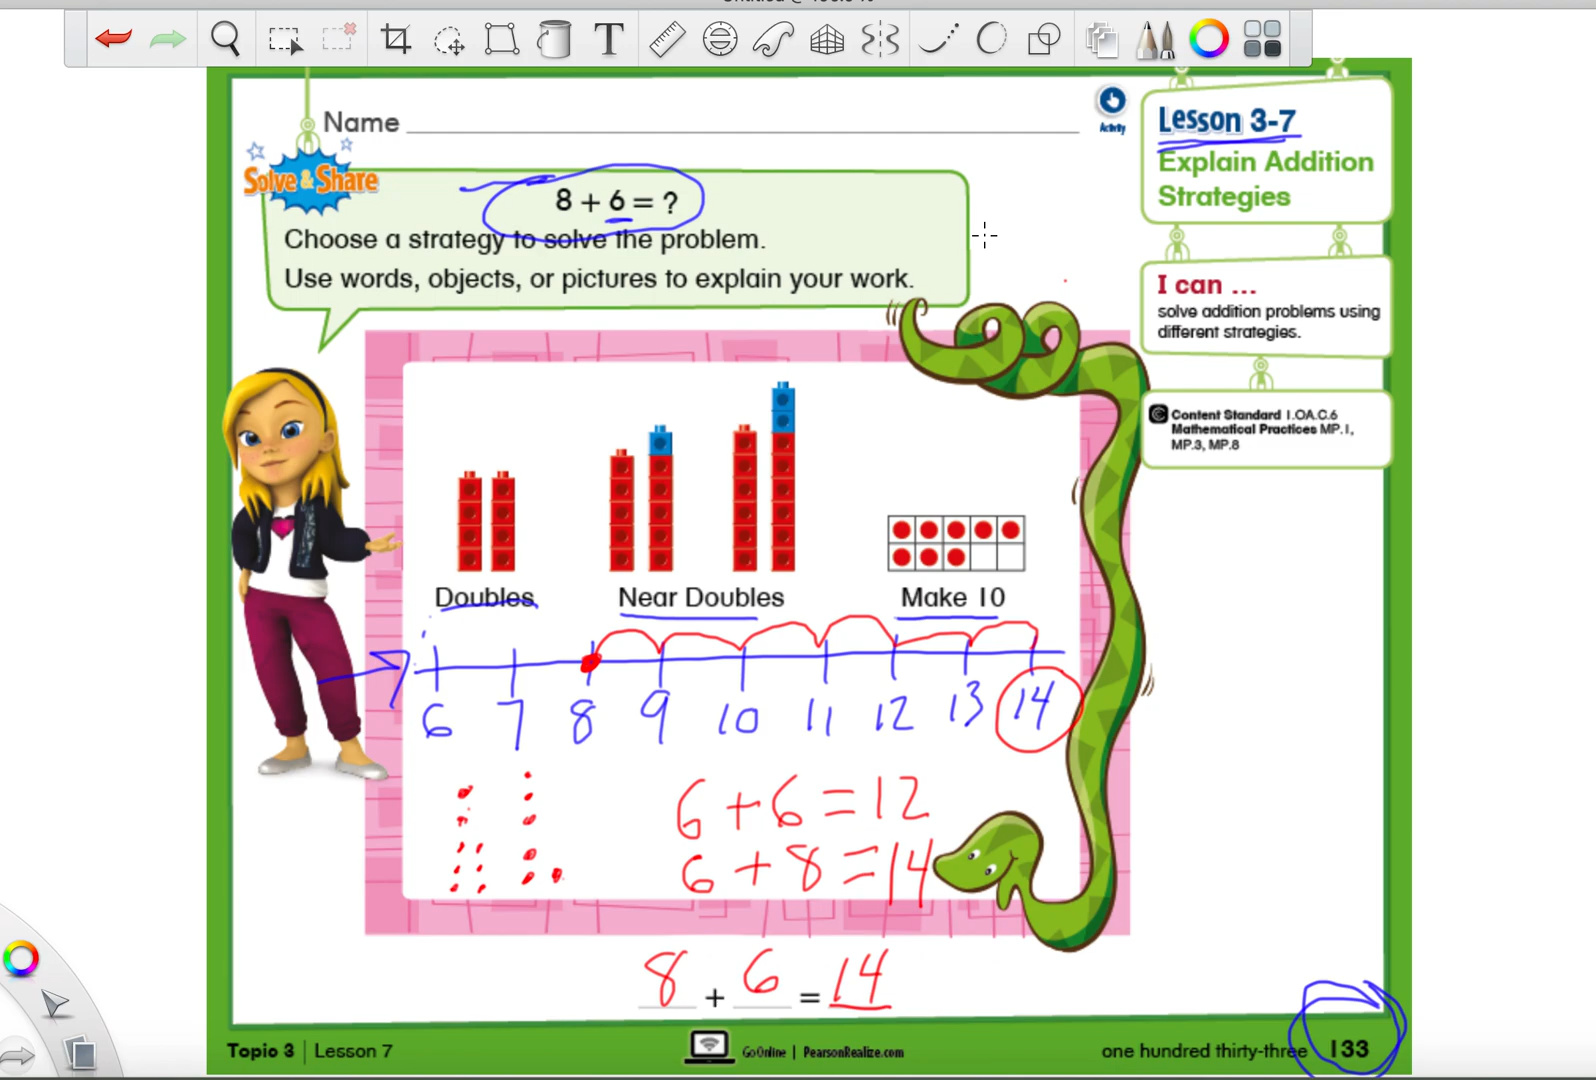 Name
Activity
Lesson 3-7
Explain Addition
Strategies
Solve & Share
8 + 6 = ?
Choose a strategy to solve the problem.
Use words, objects, or pictures to explain your work.
I can ...
solve addition problems using
different strategies.
Content Standard 1.OA.C.6
Mathematical Practices MP.1,
MP.3, MP.8
Doubles
Near Doubles
Make 10
6 7 8 9 10 11 12 13 14
6 + 6 = 12
6 + 8 = 14
8 + 6 = 14
Topic 3 | Lesson 7
Go Online | PearsonRealize.com
one hundred thirty-three 133